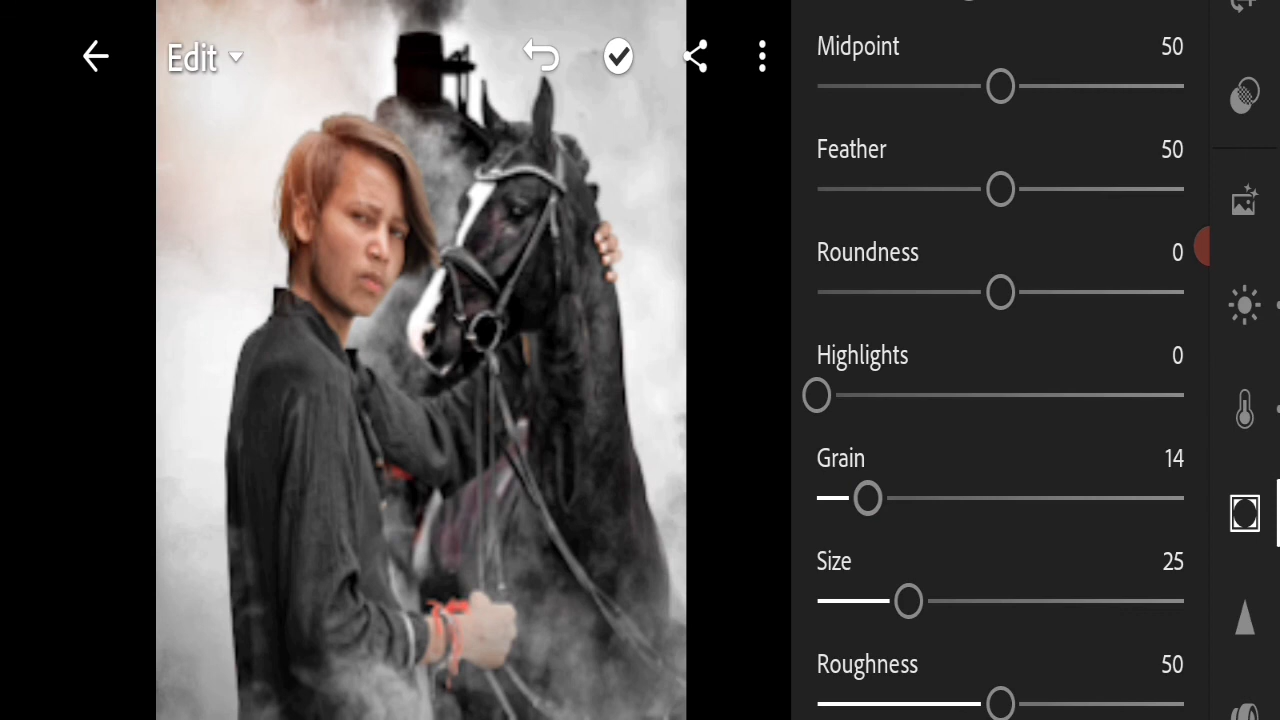 Edit
Midpoint 50
Feather 50
Roundness 0
Highlights 0
Grain 14
Size 25
Roughness 50